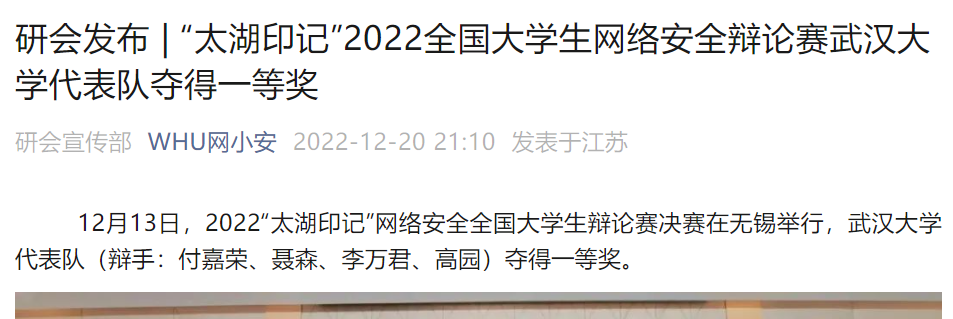 研会发布 | “太湖印记”2022全国大学生网络安全辩论赛武汉大
学代表队夺得一等奖
研会宣传部 WHU网小安 2022-12-20 21:10 发表于江苏
12月13日，2022“太湖印记”网络安全全国大学生辩论赛决赛在无锡举行，武汉大学
代表队（辩手：付嘉荣、聂森、李万君、高园）夺得一等奖。